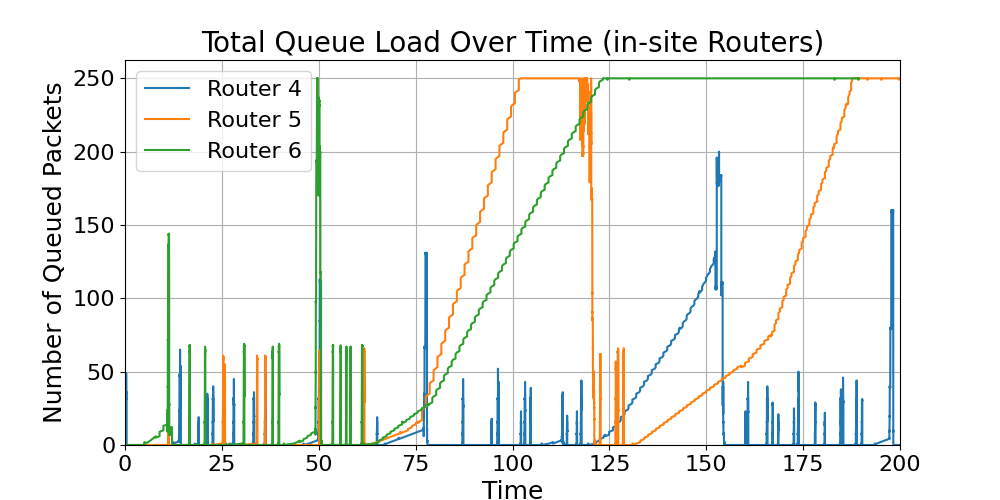 Total Queue Load Over Time (in-site Routers)
Number of Queued Packets
250
200
150
100
50
0
Router 4
Router 5
Router 6
0 25 50 75 100 125 150 175 200
Time